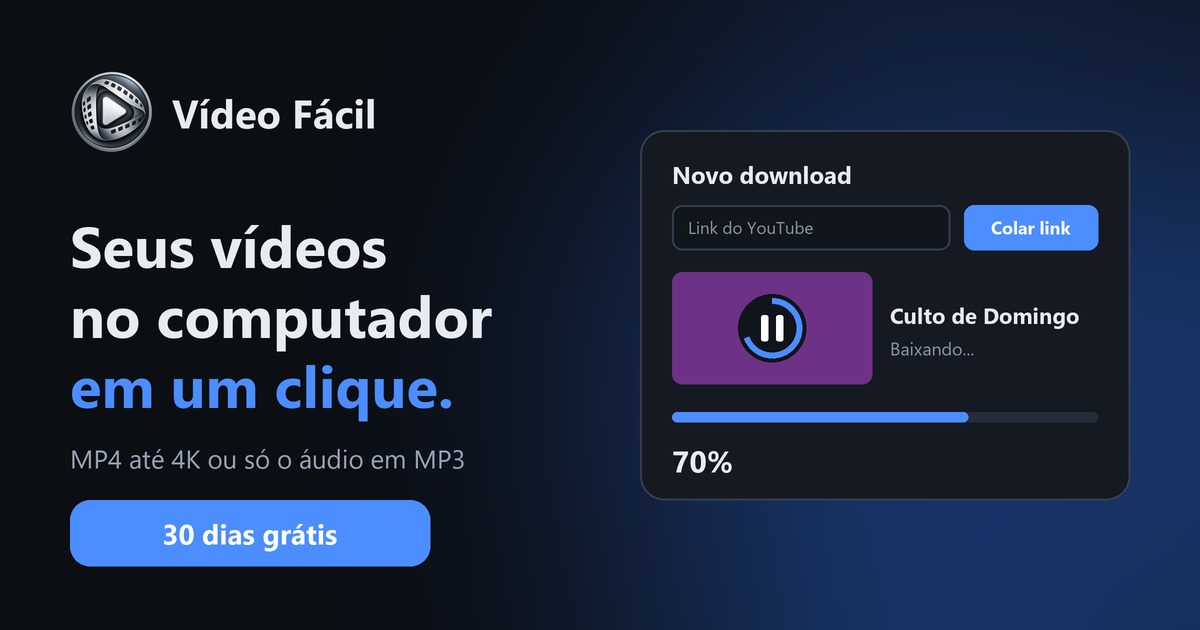 Vídeo Fácil
Seus vídeos
no computador
em um clique.
MP4 até 4K ou só o áudio em MP3
30 dias grátis
Novo download
Link do YouTube
Colar link
Culto de Domingo
Baixando...
70%